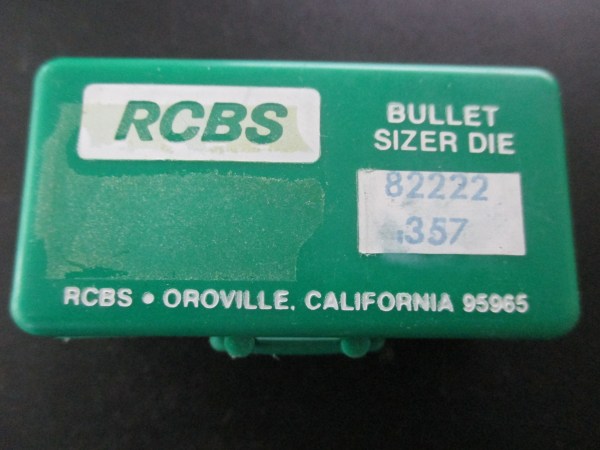 RCBS
BULLET
SIZER DIE
82222
.357
RCBS • OROVILLE, CALIFORNIA 95965